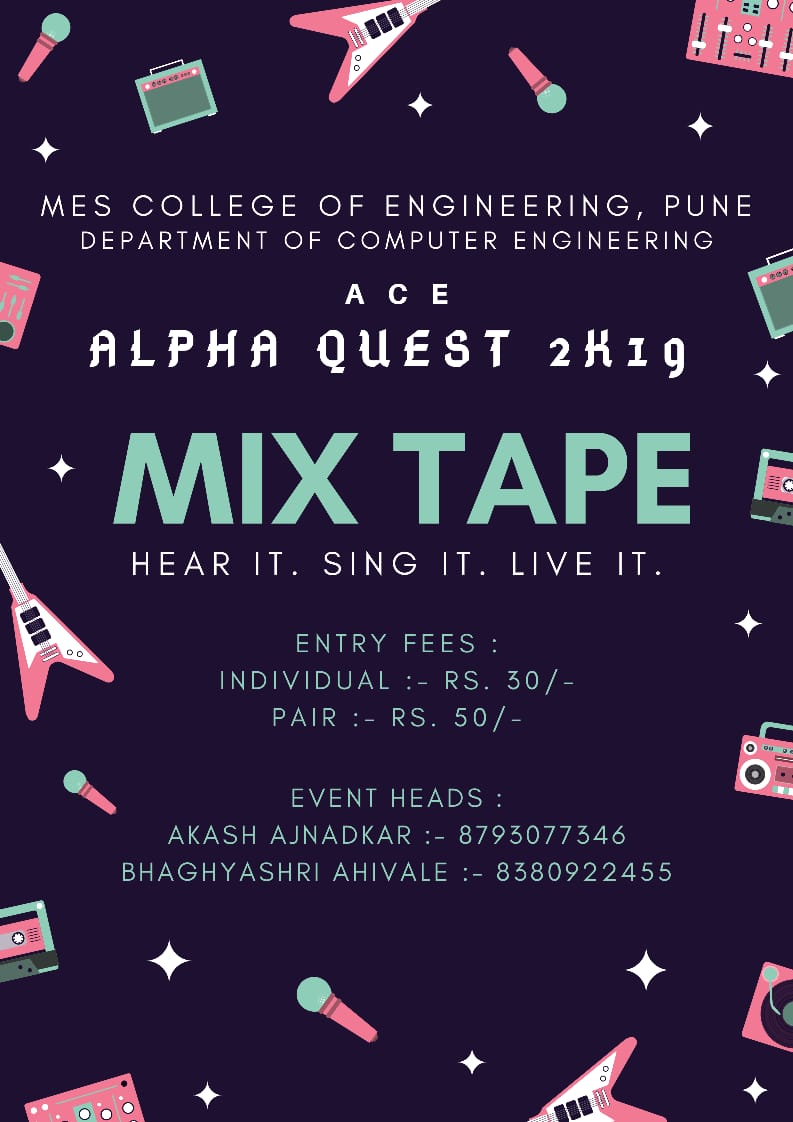 MES COLLEGE OF ENGINEERING, PUNE
DEPARTMENT OF COMPUTER ENGINEERING
ACE
ALPHA QUEST 2K19
MIX TAPE
HEAR IT. SING IT. LIVE IT.
ENTRY FEES :
INDIVIDUAL :- RS. 30/-
PAIR :- RS. 50/-
EVENT HEADS :
AKASH AJNADKAR :- 8793077346
BHAGHYASHRI AHIVALE :- 8380922455